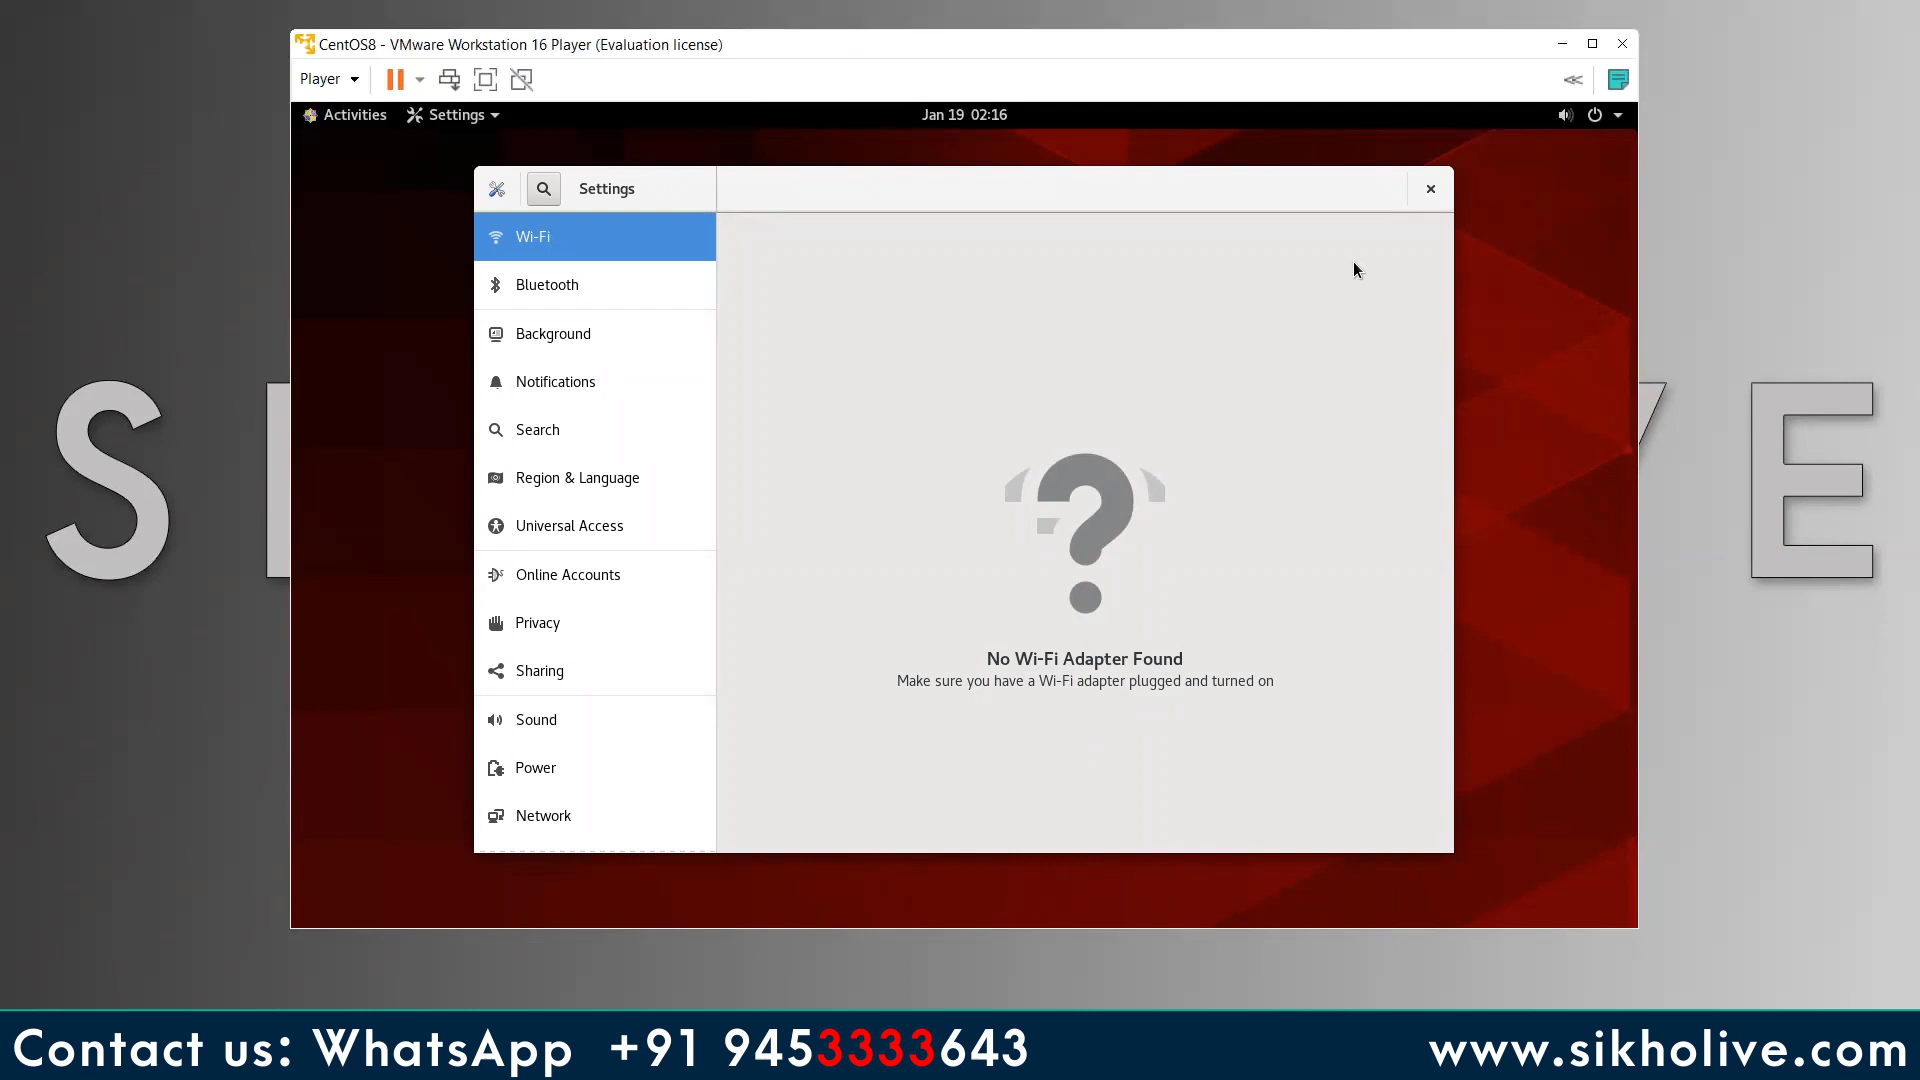 CentOS8 - VMware Workstation 16 Player (Evaluation license)
Player
Activities Settings Jan 19 02:16
Settings
Wi-Fi
Bluetooth
Background
Notifications
Search
Region & Language
Universal Access
Online Accounts
Privacy
Sharing
Sound
Power
Network
No Wi-Fi Adapter Found
Make sure you have a Wi-Fi adapter plugged and turned on
S E
Contact us: WhatsApp +91 9453333643
www.sikholive.com